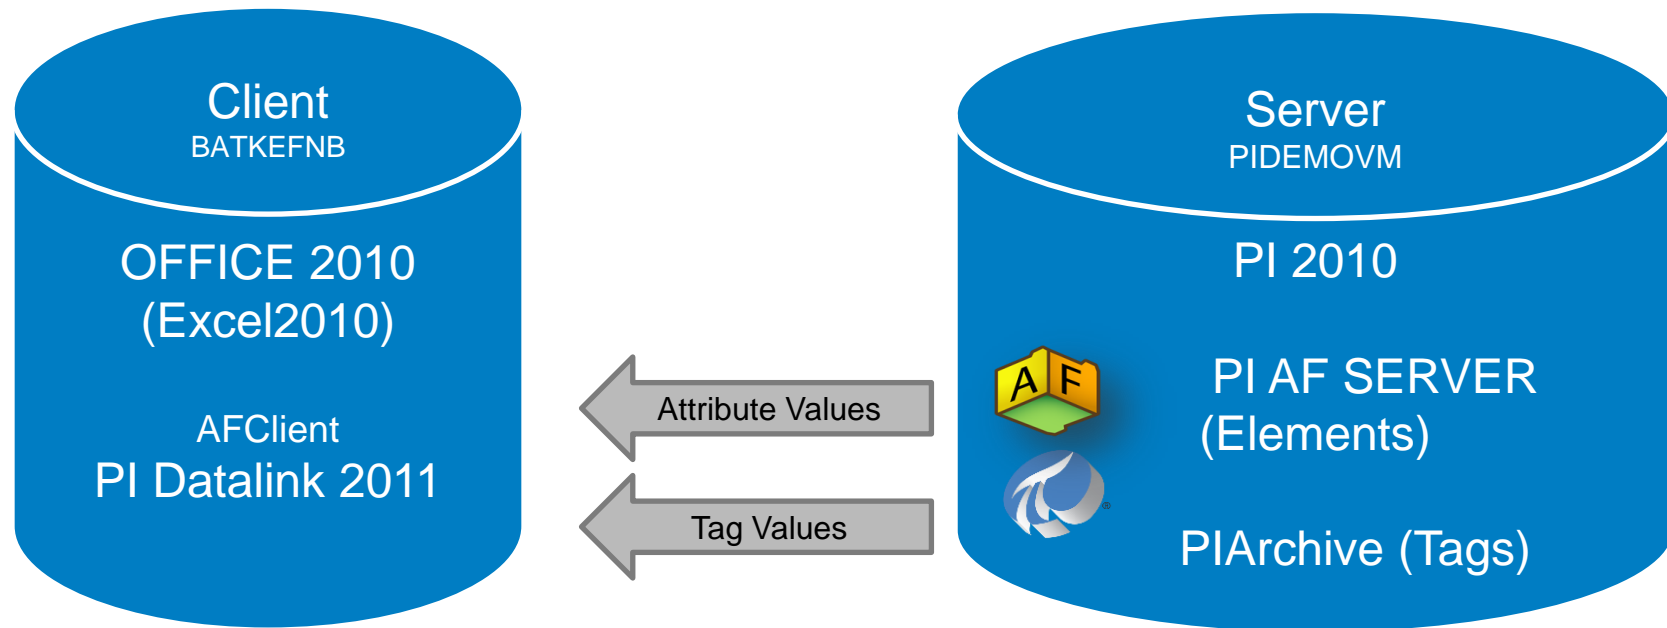 Client
BATKEFNB
OFFICE 2010
(Excel2010)
AFClient
PI Datalink 2011
Attribute Values
Tag Values
Server
PIDEMOVM
PI 2010
AF
PI AF SERVER
(Elements)
®
PIArchive (Tags)